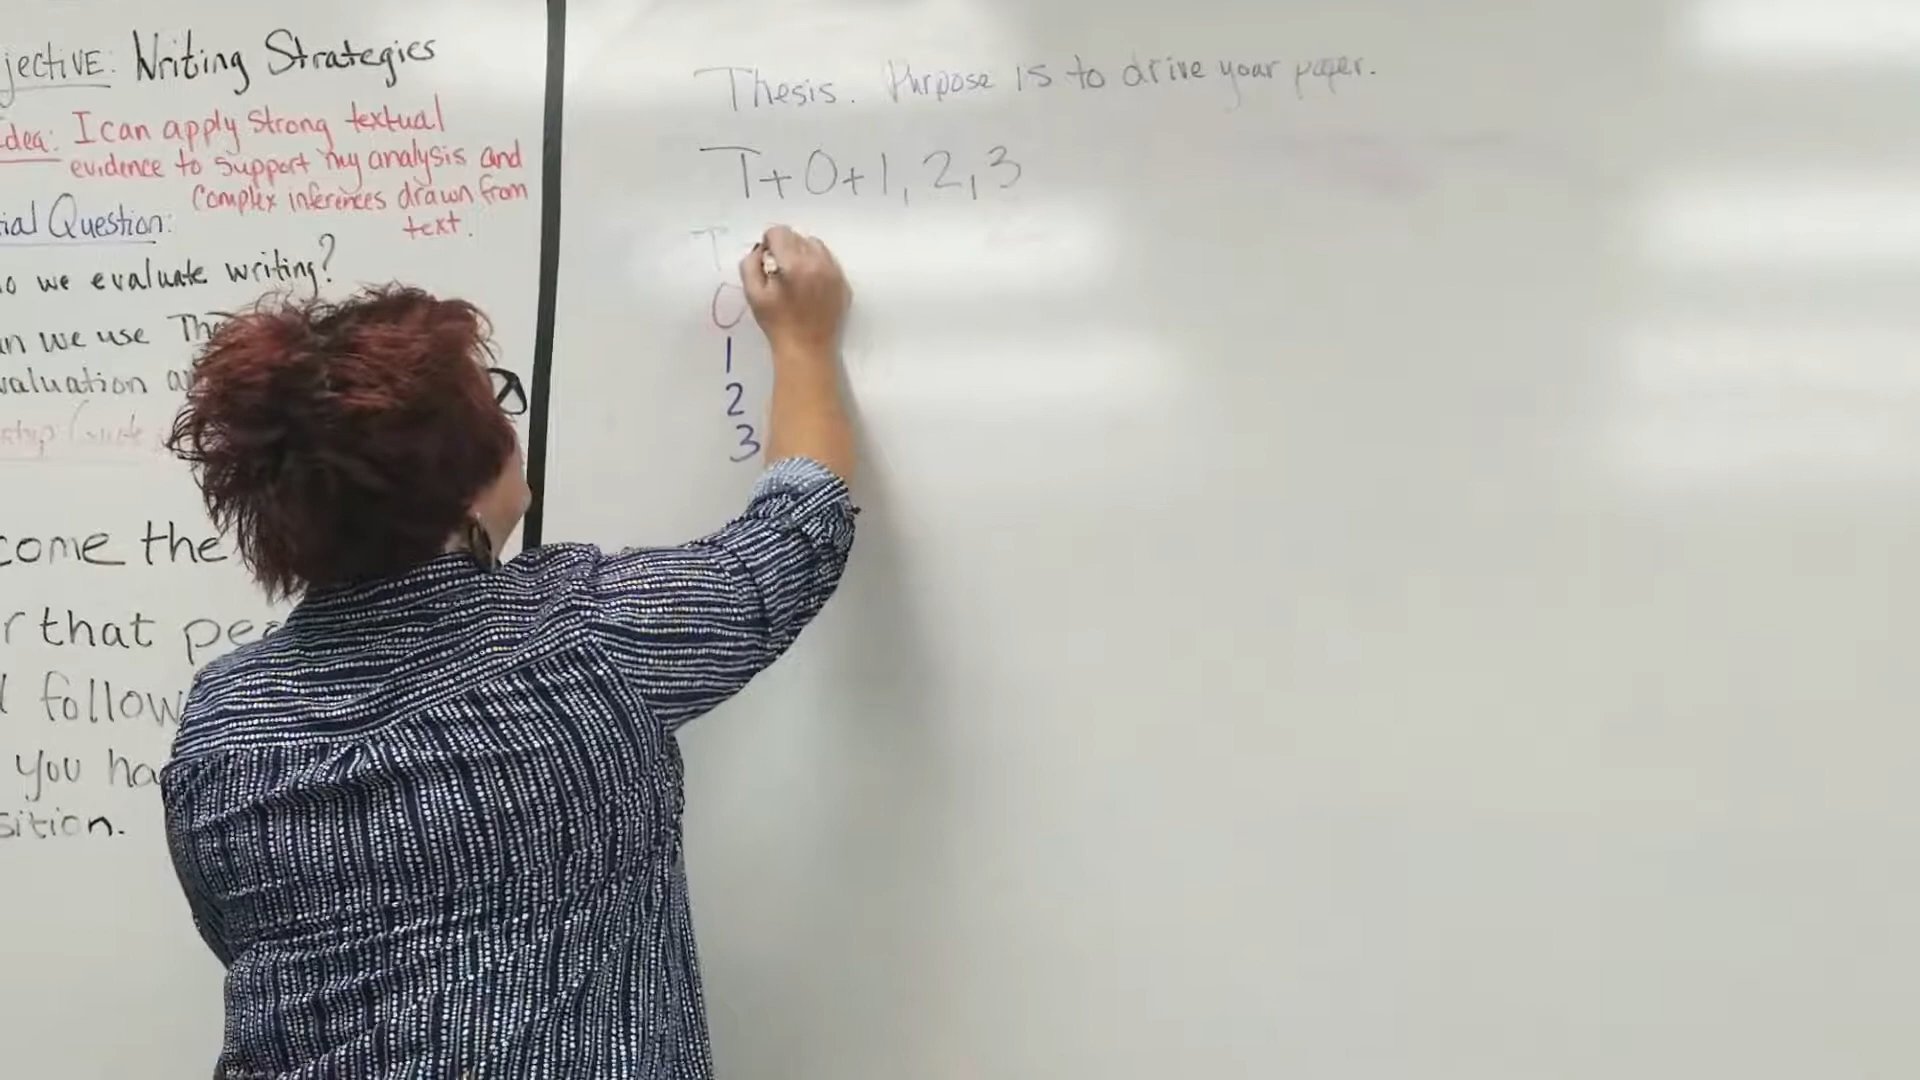 jective: Writing Strategies
Idea: I can apply strong textual
evidence to support my analysis and
Complex inferences drawn from
text.
ial Question:
o we evaluate writing?
n we use Th
valuation a
come the
r that pe
l follow
you ha
sition.
Thesis. Purpose is to drive your paper.
T+O+1, 2, 3
T
O
1
2
3